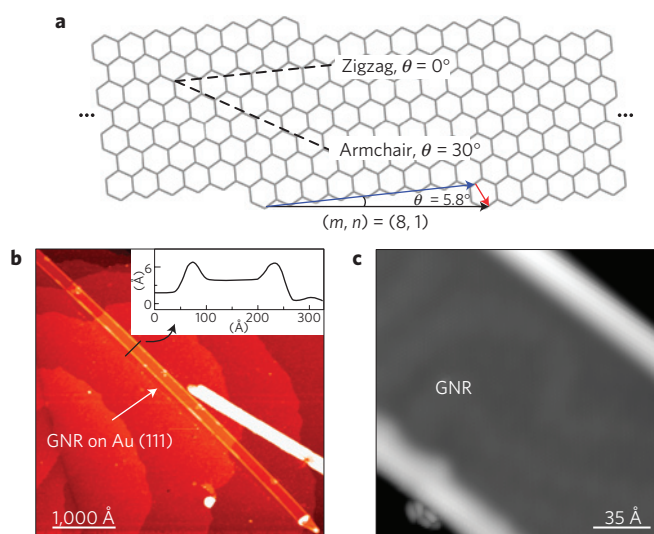 a
Zigzag, θ = 0°
... ...
Armchair, θ = 30°
θ = 5.8°
(m, n) = (8, 1)
b
(Å)
6
0
0 100 200 300
(Å)
GNR on Au (111)
1,000 Å
c
GNR
35 Å